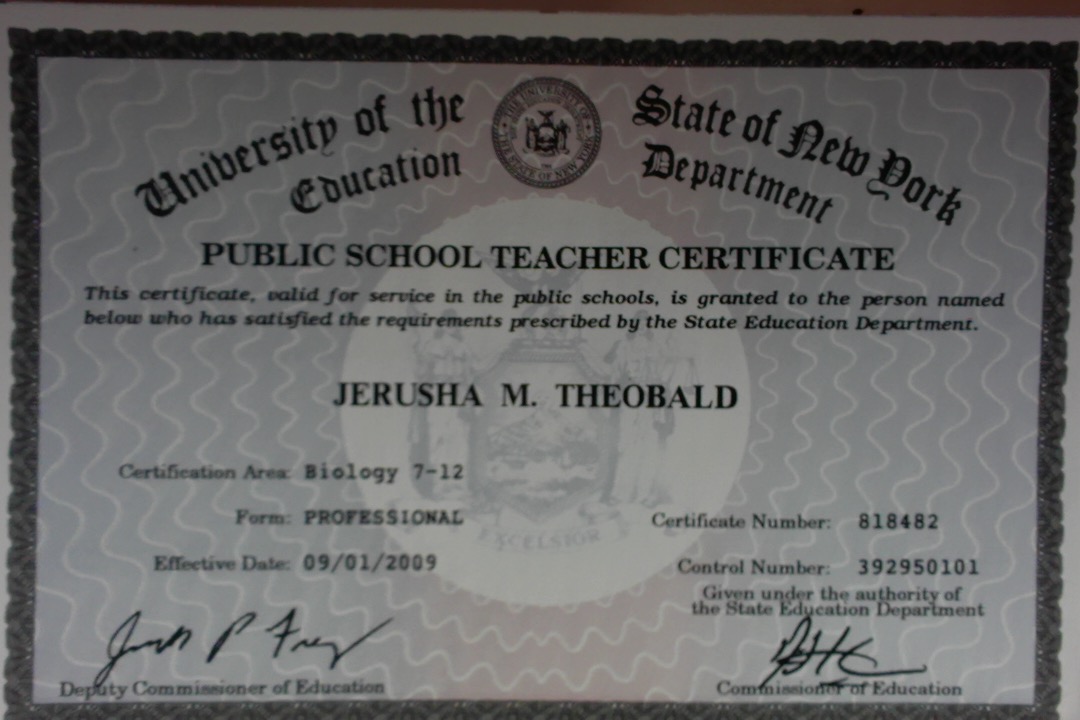 University of the State of New York
Education Department
THE UNIVERSITY OF THE STATE OF NEW YORK
PUBLIC SCHOOL TEACHER CERTIFICATE
This certificate, valid for service in the public schools, is granted to the person named
below who has satisfied the requirements prescribed by the State Education Department.
JERUSHA M. THEOBALD
Certification Area: Biology 7-12
Form: PROFESSIONAL
Certificate Number: 818482
EXCELSIOR
Effective Date: 09/01/2009
Control Number: 392950101
Given under the authority of
the State Education Department
Deputy Commissioner of Education
Commissioner of Education